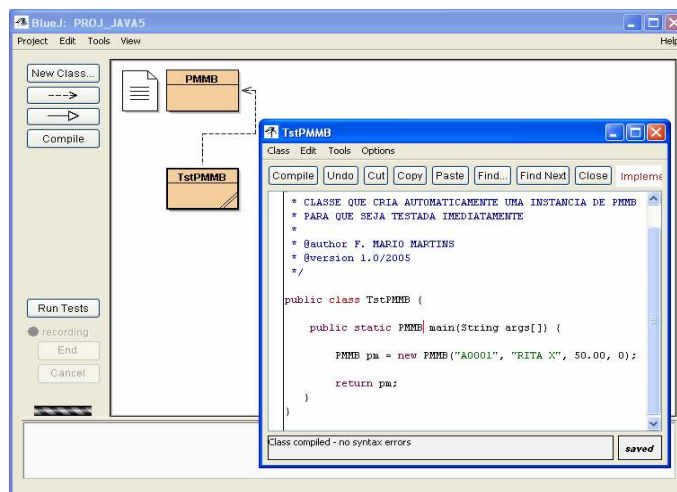 BlueJ: PROJ_JAVA5
Project Edit Tools View Help
New Class...
--->
Compile
PMMB
TstPMMB
Run Tests
recording
End
Cancel
TstPMMB
Class Edit Tools Options
Compile Undo Cut Copy Paste Find... Find Next Close Impleme
* CLASSE QUE CRIA AUTOMATICAMENTE UMA INSTANCIA DE PMMB
* PARA QUE SEJA TESTADA IMEDIATAMENTE
*
* @author F. MARIO MARTINS
* @version 1.0/2005
*/
public class TstPMMB {
public static PMMB main(String args[]) {
PMMB pm = new PMMB("A0001", "RITA X", 50.00, 0);
return pm;
}
}
Class compiled - no syntax errors
saved